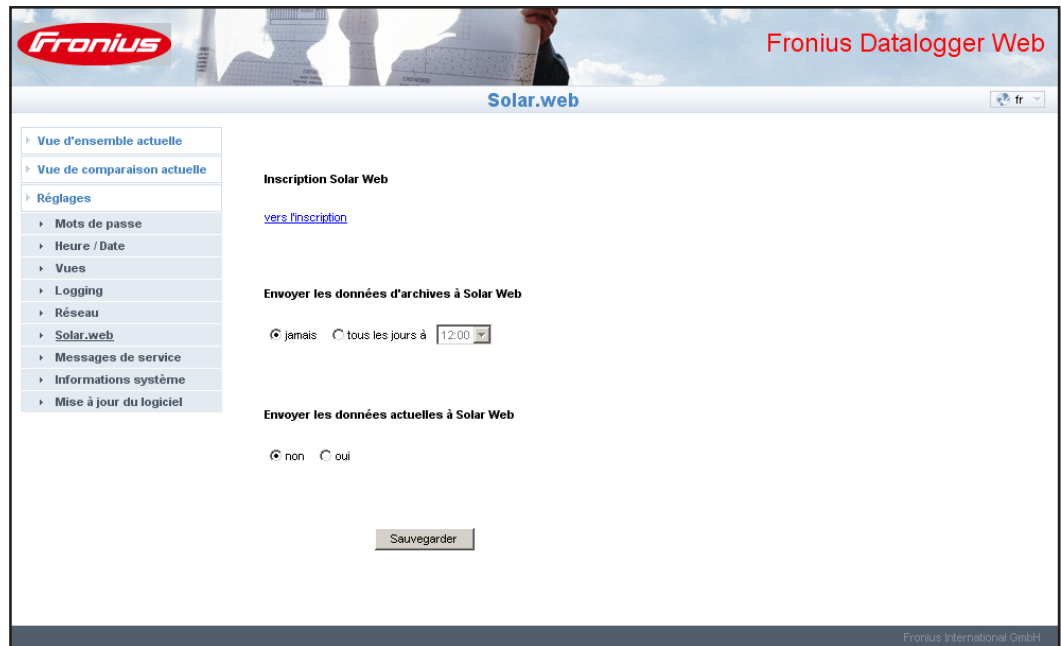 Fronius
Fronius Datalogger Web
Solar.web
fr
Vue d'ensemble actuelle
Vue de comparaison actuelle
Réglages
Mots de passe
Heure / Date
Vues
Logging
Réseau
Solar.web
Messages de service
Informations système
Mise à jour du logiciel
Inscription Solar Web
vers l'inscription
Envoyer les données d'archives à Solar Web
jamais tous les jours à 12:00
Envoyer les données actuelles à Solar Web
non oui
Sauvegarder
Fronius International GmbH